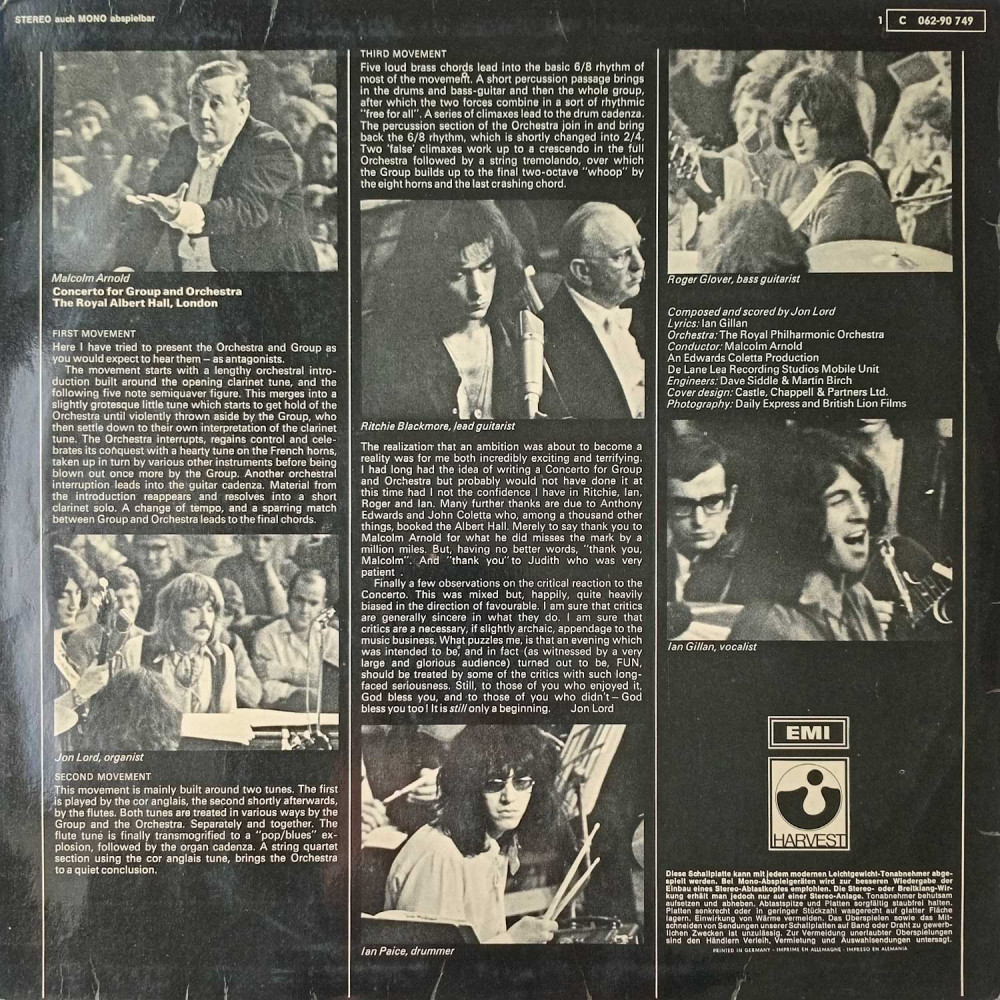 STEREO auch MONO abspielbar
1 C 062-90 749
Malcolm Arnold
Concerto for Group and Orchestra
The Royal Albert Hall, London
FIRST MOVEMENT
Here I have tried to present the Orchestra and Group as
you would expect to hear them – as antagonists.
The movement starts with a lengthy orchestral intro-
duction built around the opening clarinet tune, and the
following five note semiquaver figure. This merges into a
slightly grotesque little tune which starts to get hold of the
Orchestra until violently thrown aside by the Group, who
then settle down to their own interpretation of the clarinet
tune. The Orchestra interrupts, regains control and cele-
brates its conquest with a hearty tune on the French horns,
taken up in turn by various other instruments before being
blown out once more by the Group. Another orchestral
interruption leads into the guitar cadenza. Material from
the introduction reappears and resolves into a short
clarinet solo. A change of tempo, and a sparring match
between Group and Orchestra leads to the final chords.
Jon Lord, organist
SECOND MOVEMENT
This movement is mainly built around two tunes. The first
is played by the cor anglais, the second shortly afterwards,
by the flutes. Both tunes are treated in various ways by the
Group and the Orchestra. Separately and together. The
flute tune is finally transmogrified to a "pop/blues" ex-
plosion, followed by the organ cadenza. A string quartet
section using the cor anglais tune, brings the Orchestra
to a quiet conclusion.
THIRD MOVEMENT
Five loud brass chords lead into the basic 6/8 rhythm of
most of the movement. A short percussion passage brings
in the drums and bass-guitar and then the whole group,
after which the two forces combine in a sort of rhythmic
"free for all". A series of climaxes lead to the drum cadenza.
The percussion section of the Orchestra join in and bring
back the 6/8 rhythm, which is shortly changed into 2/4.
Two 'false' climaxes work up to a crescendo in the full
Orchestra followed by a string tremolando, over which
the Group builds up to the final two-octave "whoop" by
the eight horns and the last crashing chord.
Ritchie Blackmore, lead guitarist
The realization that an ambition was about to become a
reality was for me both incredibly exciting and terrifying.
I had long had the idea of writing a Concerto for Group
and Orchestra but probably would not have done it at
this time had I not the confidence I have in Ritchie, Ian,
Roger and Ian. Many further thanks are due to Anthony
Edwards and John Coletta who, among a thousand other
things, booked the Albert Hall. Merely to say thank you to
Malcolm Arnold for what he did misses the mark by a
million miles. But, having no better words, "thank you,
Malcolm". And "thank you" to Judith who was very
patient .
Finally a few observations on the critical reaction to the
Concerto. This was mixed but, happily, quite heavily
biased in the direction of favourable. I am sure that critics
are generally sincere in what they do. I am sure that
critics are a necessary, if slightly archaic, appendage to the
music business. What puzzles me, is that an evening which
was intended to be, and in fact (as witnessed by a very
large and glorious audience) turned out to be, FUN,
should be treated by some of the critics with such long-
faced seriousness. Still, to those of you who enjoyed it,
God bless you, and to those of you who didn't – God
bless you too! It is still only a beginning. Jon Lord
Ian Paice, drummer
Roger Glover, bass guitarist
Composed and scored by Jon Lord
Lyrics: Ian Gillan
Orchestra: The Royal Philharmonic Orchestra
Conductor: Malcolm Arnold
An Edwards Coletta Production
De Lane Lea Recording Studios Mobile Unit
Engineers: Dave Siddle & Martin Birch
Cover design: Castle, Chappell & Partners Ltd.
Photography: Daily Express and British Lion Films
Ian Gillan, vocalist
EMI
HARVEST
Diese Schallplatte kann mit jedem modernen Leichtgewicht-Tonabnehmer abge-
spielt werden. Bei Mono-Abspielgeräten wird zur besseren Wiedergabe der
Einbau eines Stereo-Abtastkopfes empfohlen. Die Stereo- oder Breitklang-Wir-
kung erhält man jedoch nur auf einer Stereo-Anlage. Tonabnehmer behutsam
aufsetzen und abheben. Abtastspitze und Platten sorgfältig staubfrei halten.
Platten senkrecht oder in geringer Stückzahl waagerecht auf glatter Fläche
lagern. Einwirkung von Wärme vermeiden. Das Überspielen sowie das Mit-
schneiden von Sendungen unserer Schallplatten auf Band oder Draht zu gewerb-
lichen Zwecken ist unzulässig. Zur Vermeidung unerlaubter Überspielungen
sind den Händlern Verleih, Vermietung und Auswahlsendungen untersagt.
PRINTED IN GERMANY - IMPRIME EN ALLEMAGNE - IMPRESO EN ALEMANIA